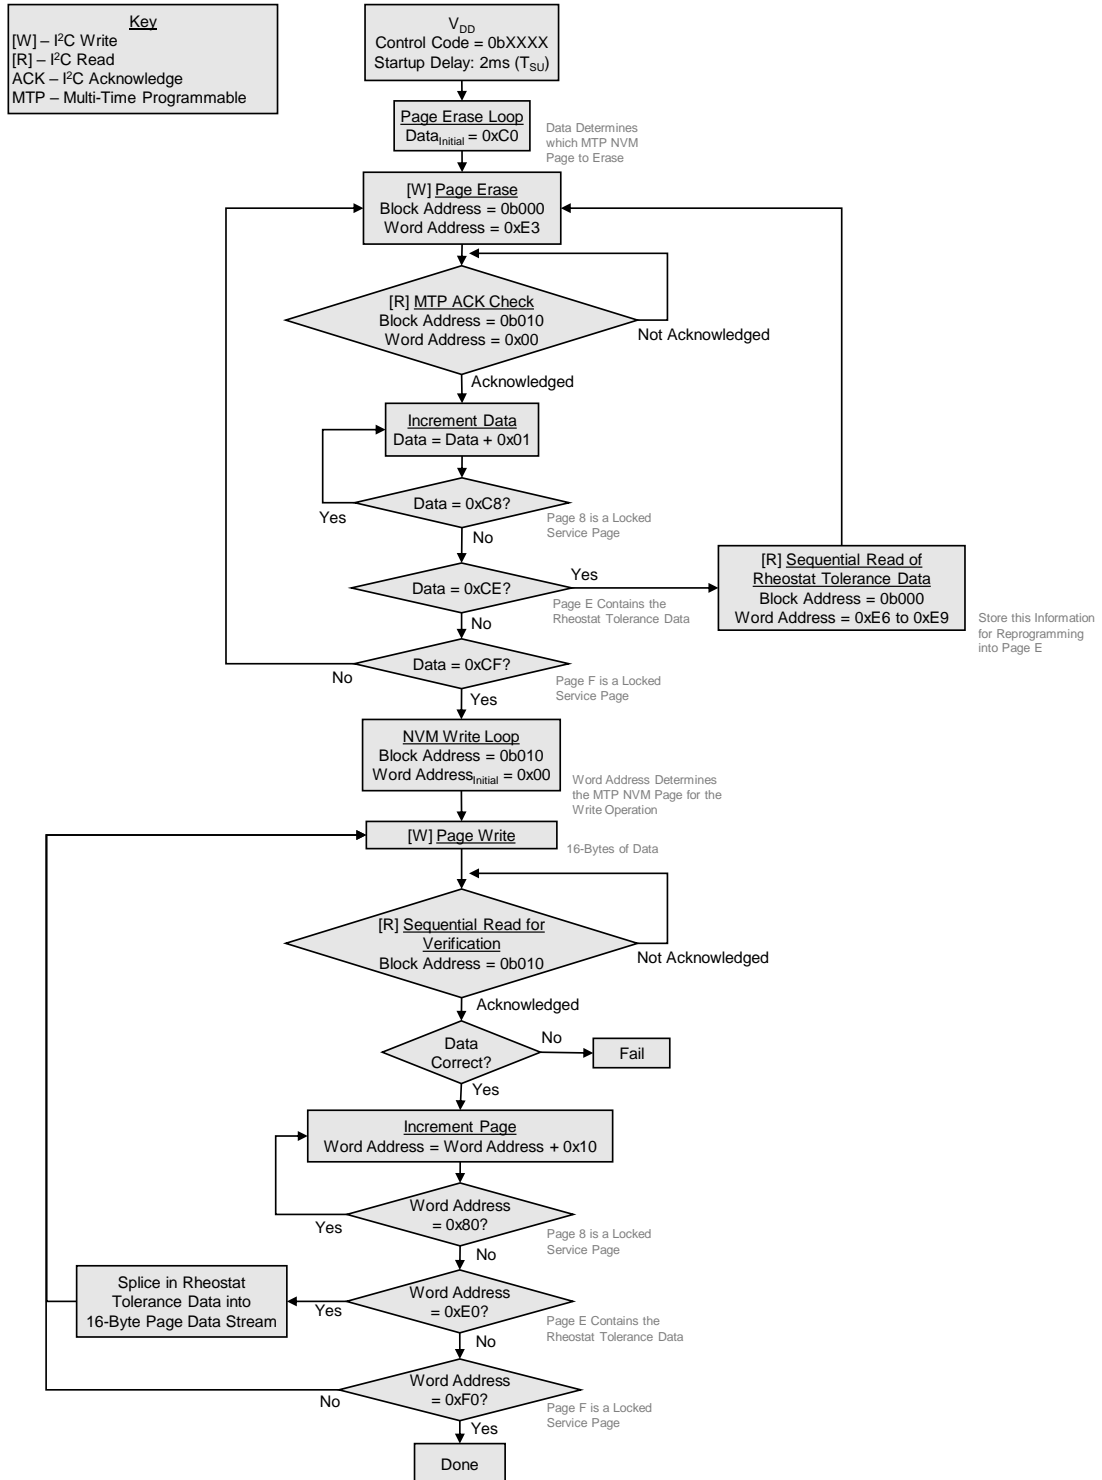 Key
[W] – I²C Write
[R] – I²C Read
ACK – I²C Acknowledge
MTP – Multi-Time Programmable
V_DD
Control Code = 0bXXXX
Startup Delay: 2ms (T_SU)
Page Erase Loop
Data_Initial = 0xC0
Data Determines
which MTP NVM
Page to Erase
[W] Page Erase
Block Address = 0b000
Word Address = 0xE3
[R] MTP ACK Check
Block Address = 0b010
Word Address = 0x00
Not Acknowledged
Acknowledged
Increment Data
Data = Data + 0x01
Data = 0xC8?
Yes
Page 8 is a Locked
Service Page
No
Data = 0xCE?
Yes
Page E Contains the
Rheostat Tolerance Data
[R] Sequential Read of
Rheostat Tolerance Data
Block Address = 0b000
Word Address = 0xE6 to 0xE9
Store this Information
for Reprogramming
into Page E
No
Data = 0xCF?
No
Page F is a Locked
Service Page
Yes
NVM Write Loop
Block Address = 0b010
Word Address_Initial = 0x00
Word Address Determines
the MTP NVM Page for the
Write Operation
[W] Page Write
16-Bytes of Data
[R] Sequential Read for
Verification
Block Address = 0b010
Not Acknowledged
Acknowledged
Data
Correct?
No
Fail
Yes
Increment Page
Word Address = Word Address + 0x10
Word Address
= 0x80?
Yes
Page 8 is a Locked
Service Page
No
Splice in Rheostat
Tolerance Data into
16-Byte Page Data Stream
Yes
Word Address
= 0xE0?
Page E Contains the
Rheostat Tolerance Data
No
Word Address
= 0xF0?
No
Page F is a Locked
Service Page
Yes
Done